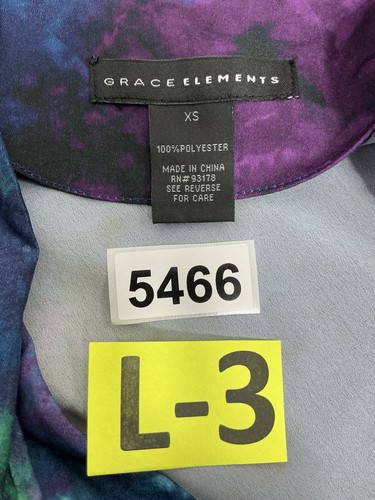 GRACE ELEMENTS
XS
100%POLYESTER
MADE IN CHINA
RN#93178
SEE REVERSE
FOR CARE
5466
L-3